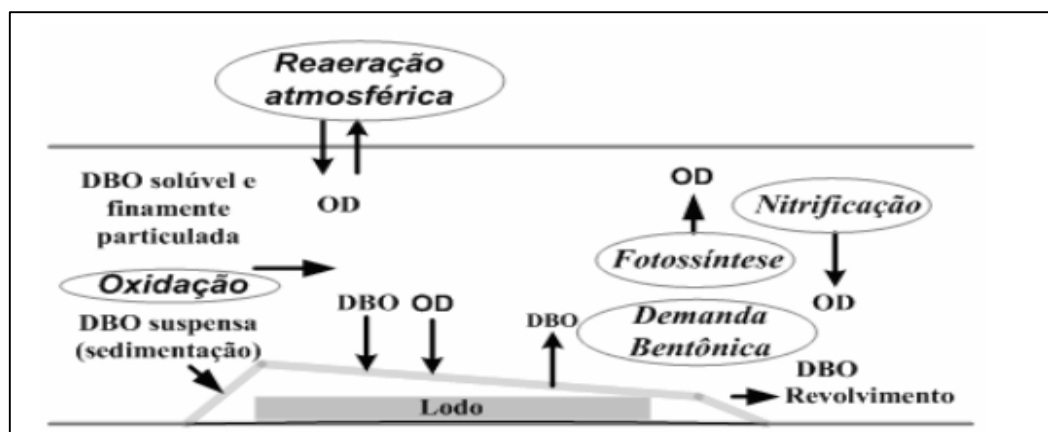 Reaeração
atmosférica
DBO solúvel e
finamente
particulada
OD
Oxidação
DBO suspensa
(sedimentação)
DBO OD
DBO
OD
Nitrificação
Fotossíntese
OD
Demanda
Bentônica
DBO
Revolvimento
Lodo